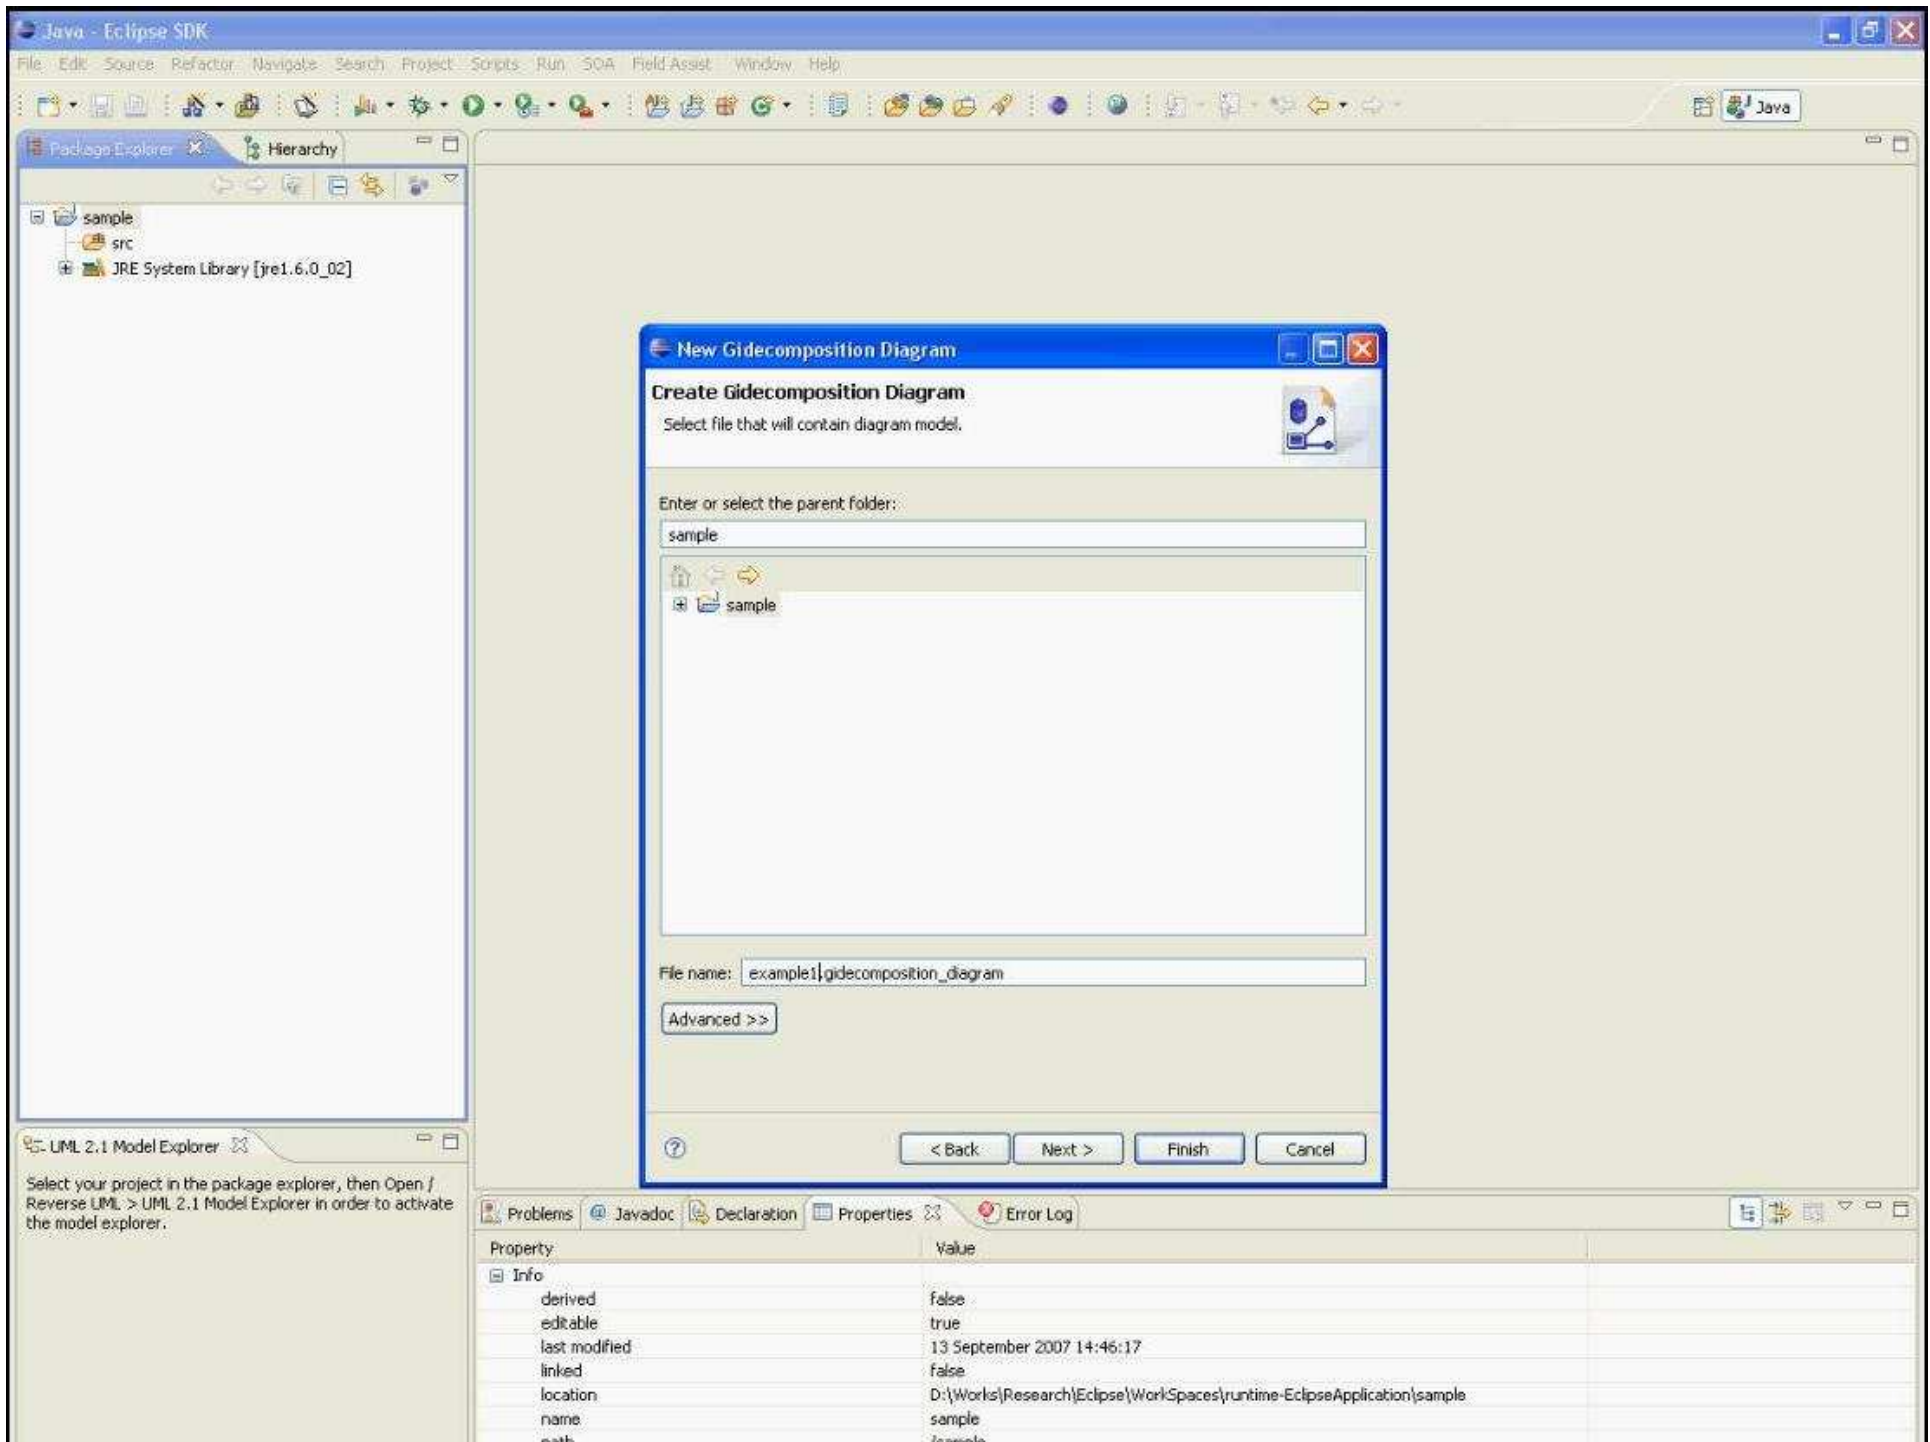 Java - Eclipse SDK
File Edit Source Refactor Navigate Search Project Scripts Run SOA Field Assist Window Help
Java
Package Explorer Hierarchy
sample
src
JRE System Library [jre1.6.0_02]
New Gidecomposition Diagram
Create Gidecomposition Diagram
Select file that will contain diagram model.
Enter or select the parent folder:
sample
sample
File name: example1.gidecomposition_diagram
Advanced >>
< Back Next > Finish Cancel
UML 2.1 Model Explorer
Select your project in the package explorer, then Open /
Reverse UML > UML 2.1 Model Explorer in order to activate
the model explorer.
Problems @ Javadoc Declaration Properties Error Log
Property Value
Info
derived false
editable true
last modified 13 September 2007 14:46:17
linked false
location D:\Works\Research\Eclipse\WorkSpaces\runtime-EclipseApplication\sample
name sample
path /sample